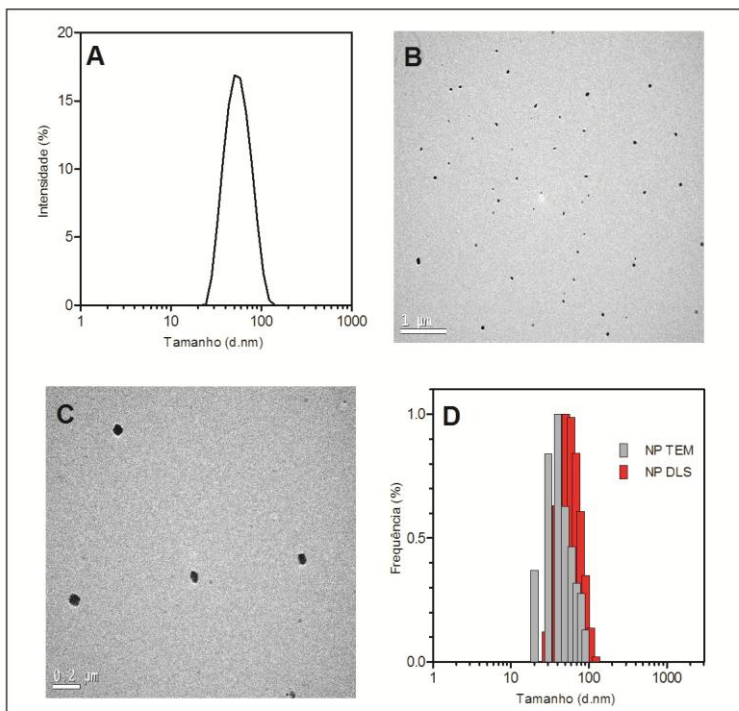 A
20
15
10
5
0
Intensidade (%)
1 10 100 1000
Tamanho (d.nm)
B
1 µm
C
0.2 µm
D
1.0
0.5
0.0
Frequência (%)
NP TEM
NP DLS
1 10 100 1000
Tamanho (d.nm)